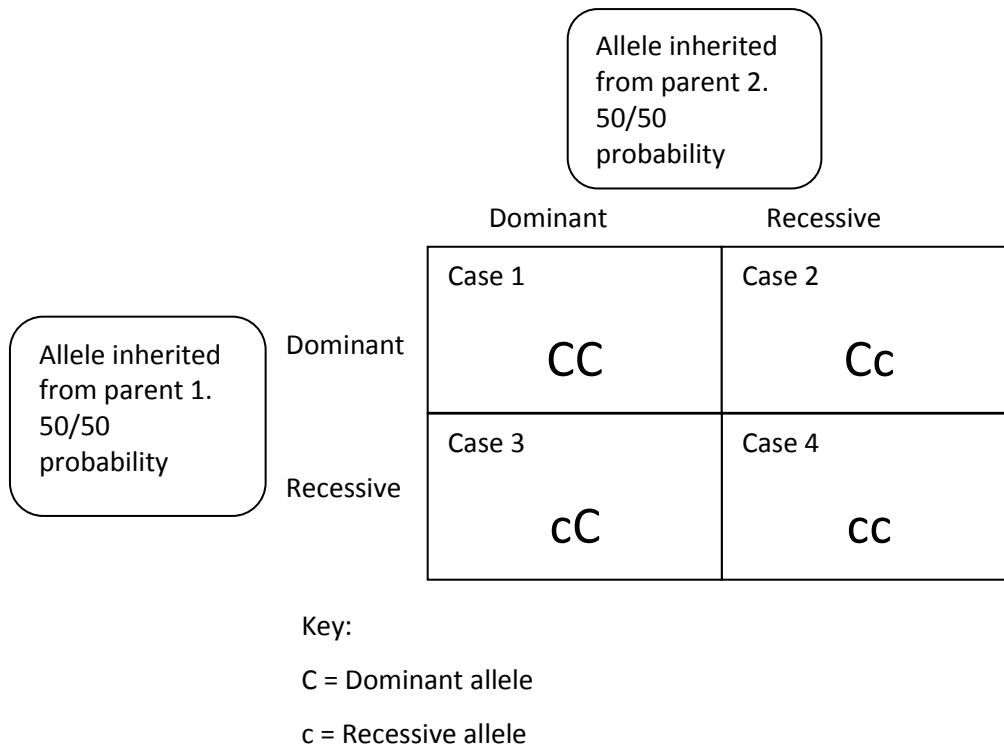 Allele inherited
from parent 2.
50/50
probability
Dominant Recessive
Case 1 Case 2
Allele inherited
from parent 1.
50/50
probability
Dominant
CC Cc
Case 3 Case 4
Recessive
cC cc
Key:
C = Dominant allele
c = Recessive allele